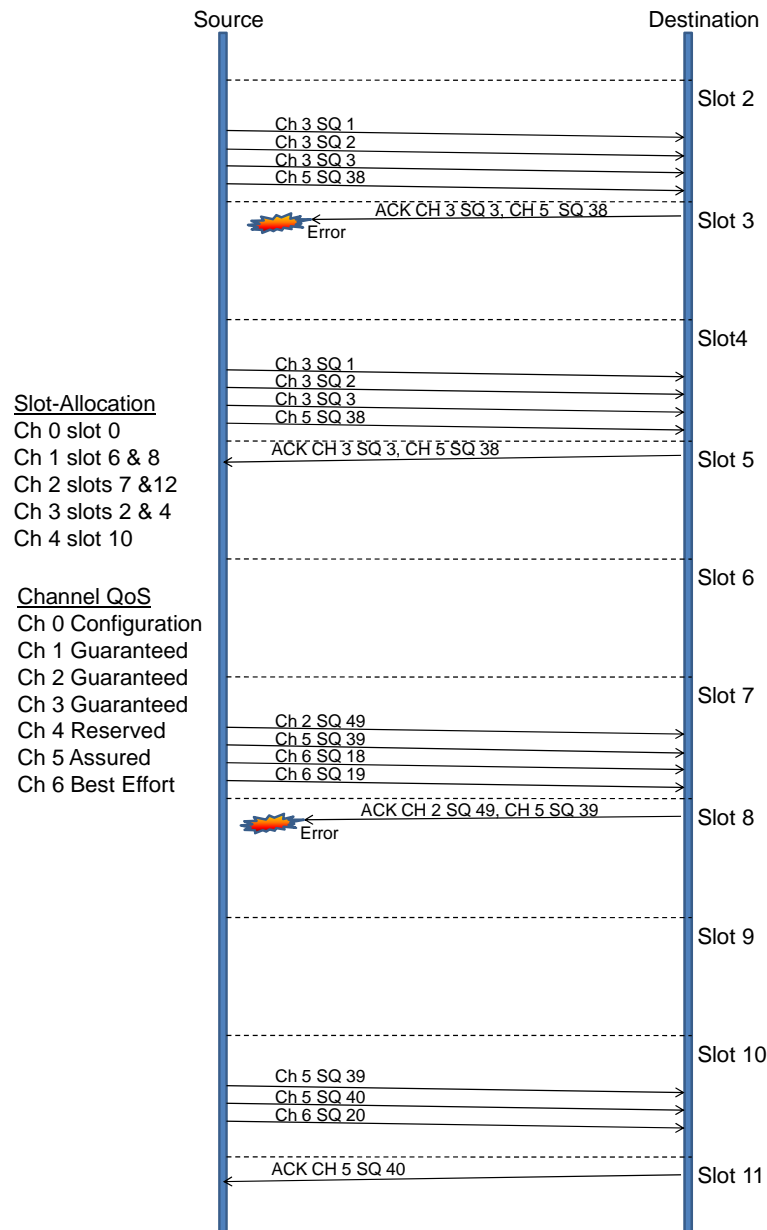 Source
Destination
Slot 2
Ch 3 SQ 1
Ch 3 SQ 2
Ch 3 SQ 3
Ch 5 SQ 38
ACK CH 3 SQ 3, CH 5 SQ 38
Slot 3
Error
Slot4
Ch 3 SQ 1
Ch 3 SQ 2
Ch 3 SQ 3
Ch 5 SQ 38
ACK CH 3 SQ 3, CH 5 SQ 38
Slot 5
Slot-Allocation
Ch 0 slot 0
Ch 1 slot 6 & 8
Ch 2 slots 7 &12
Ch 3 slots 2 & 4
Ch 4 slot 10
Slot 6
Channel QoS
Ch 0 Configuration
Ch 1 Guaranteed
Ch 2 Guaranteed
Ch 3 Guaranteed
Ch 4 Reserved
Ch 5 Assured
Ch 6 Best Effort
Slot 7
Ch 2 SQ 49
Ch 5 SQ 39
Ch 6 SQ 18
Ch 6 SQ 19
ACK CH 2 SQ 49, CH 5 SQ 39
Slot 8
Error
Slot 9
Slot 10
Ch 5 SQ 39
Ch 5 SQ 40
Ch 6 SQ 20
ACK CH 5 SQ 40
Slot 11